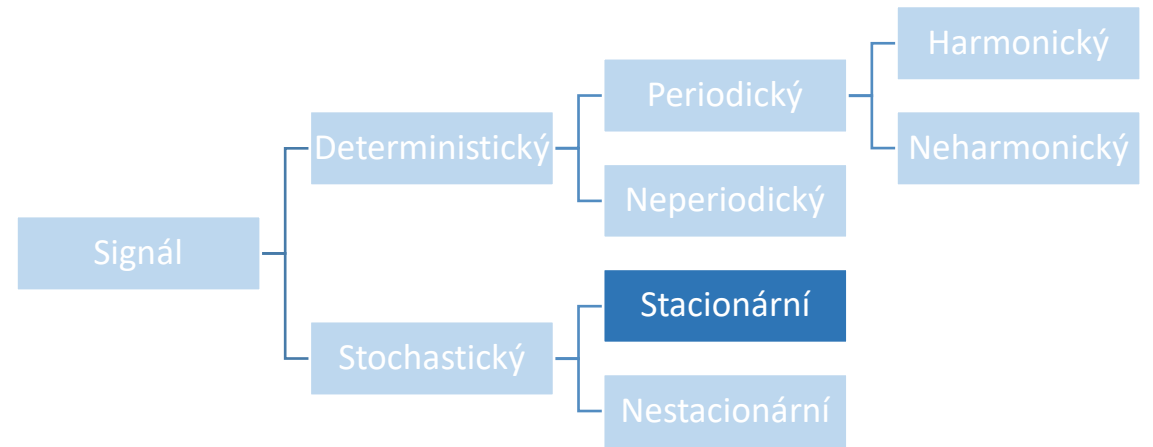 Signál
Deterministický
Periodický
Harmonický
Neharmonický
Neperiodický
Stochastický
Stacionární
Nestacionární